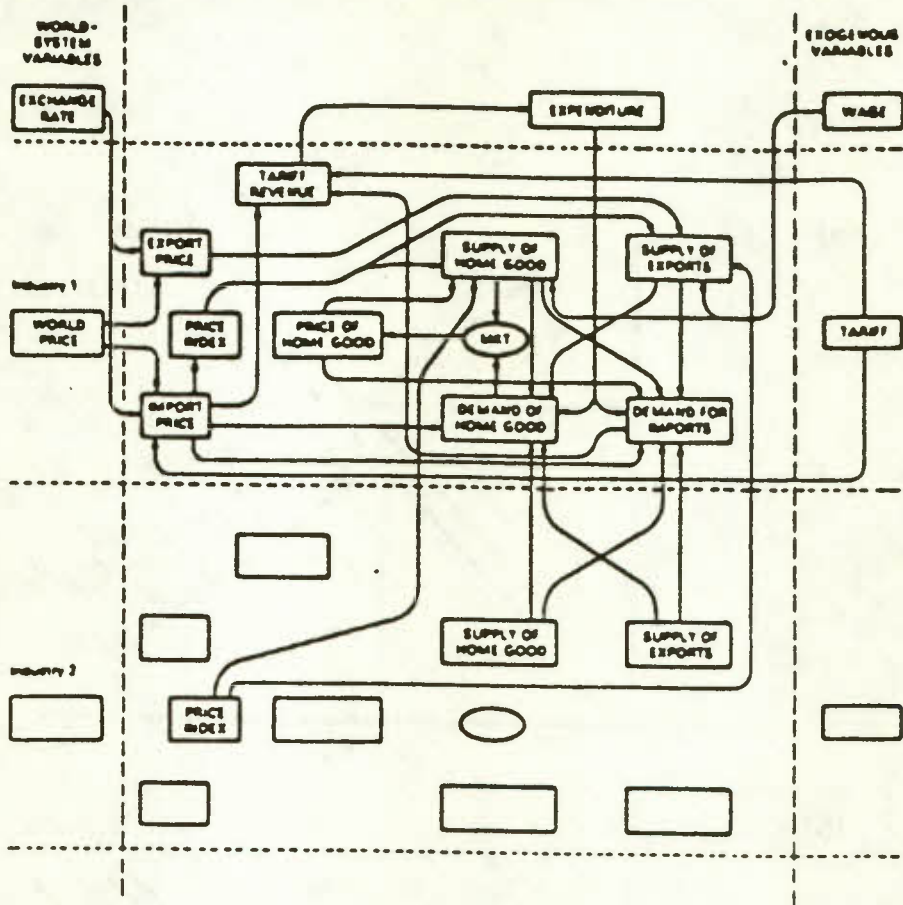 WORLD-
SYSTEM
VARIABLES
EXOGENOUS
VARIABLES
EXCHANGE
RATE
EXPENDITURE
WAGE
TARIFF
REVENUE
EXPORT
PRICE
SUPPLY OF
HOME GOOD
SUPPLY OF
EXPORTS
Industry 1
WORLD
PRICE
PRICE
INDEX
PRICE OF
HOME GOOD
MKT
TARIFF
IMPORT
PRICE
DEMAND OF
HOME GOOD
DEMAND FOR
IMPORTS
SUPPLY OF
HOME GOOD
SUPPLY OF
EXPORTS
Industry 2
PRICE
INDEX